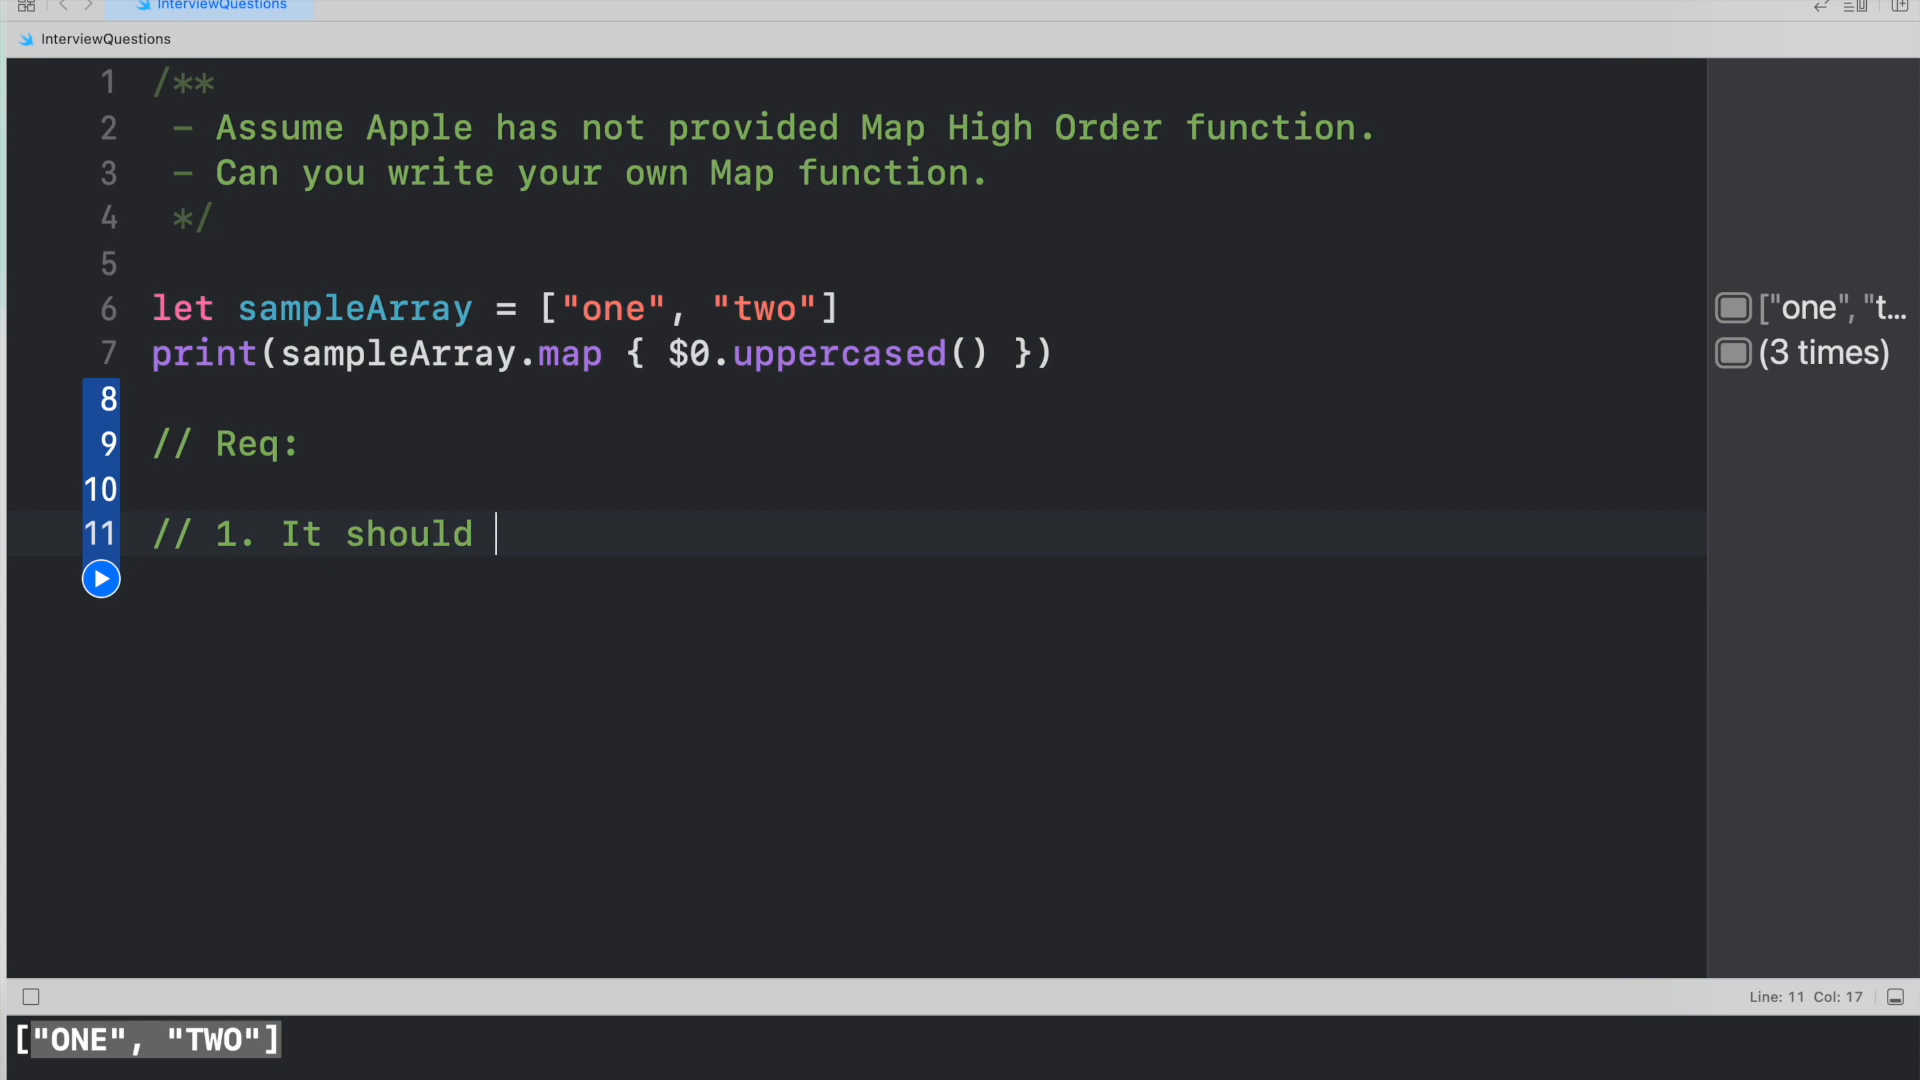 InterviewQuestions
InterviewQuestions
1 /**
2 – Assume Apple has not provided Map High Order function.
3 – Can you write your own Map function.
4 */
5
6 let sampleArray = ["one", "two"]
["one", "t...
7 print(sampleArray.map { $0.uppercased() })
(3 times)
8
9 // Req:
10
11 // 1. It should
Line: 11 Col: 17
["ONE", "TWO"]